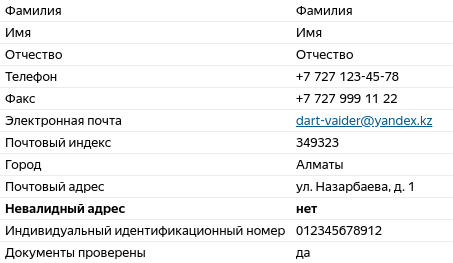 Фамилия Фамилия
Имя Имя
Отчество Отчество
Телефон +7 727 123-45-78
Факс +7 727 999 11 22
Электронная почта dart-vaider@yandex.kz
Почтовый индекс 349323
Город Алматы
Почтовый адрес ул. Назарбаева, д. 1
Невалидный адрес нет
Индивидуальный идентификационный номер 012345678912
Документы проверены да